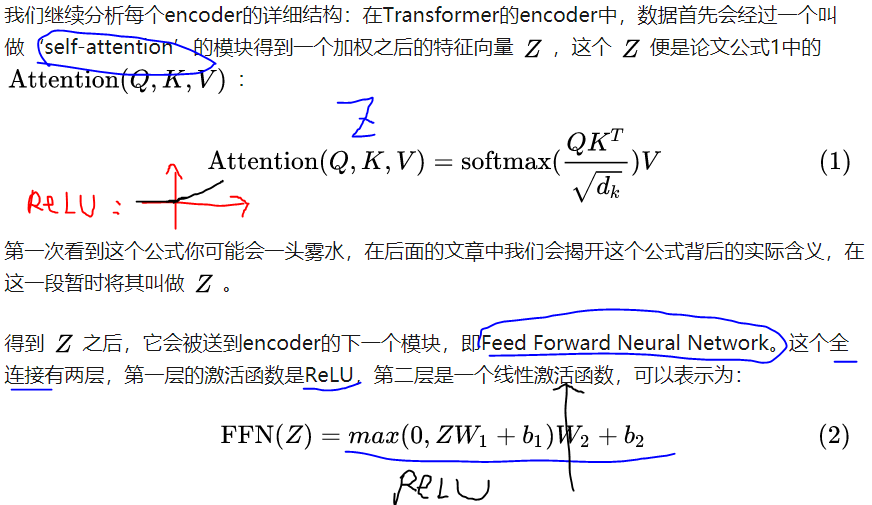 我们继续分析每个encoder的详细结构：在Transformer的encoder中，数据首先会经过一个叫
做 ‘self-attention’ 的模块得到一个加权之后的特征向量 Z ，这个 Z 便是论文公式1中的
Attention(Q, K, V) ：
Z
Attention(Q, K, V) = softmax(QK^T / √d_k)V (1)
ReLU :
第一次看到这个公式你可能会一头雾水，在后面的文章中我们会揭开这个公式背后的实际含义，在
这一段暂时将其叫做 Z 。
得到 Z 之后，它会被送到encoder的下一个模块，即Feed Forward Neural Network。这个全
连接有两层，第一层的激活函数是ReLU，第二层是一个线性激活函数，可以表示为：
FFN(Z) = max(0, ZW₁ + b₁)W₂ + b₂ (2)
ReLU